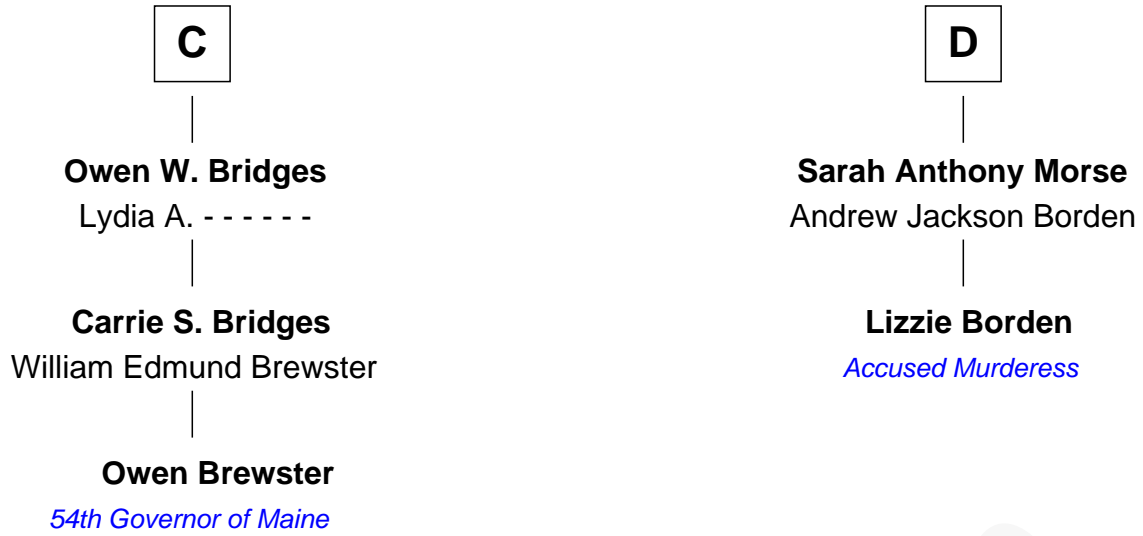 C
Owen W. Bridges
Lydia A. - - - - - -
Carrie S. Bridges
William Edmund Brewster
Owen Brewster
54th Governor of Maine
D
Sarah Anthony Morse
Andrew Jackson Borden
Lizzie Borden
Accused Murderess